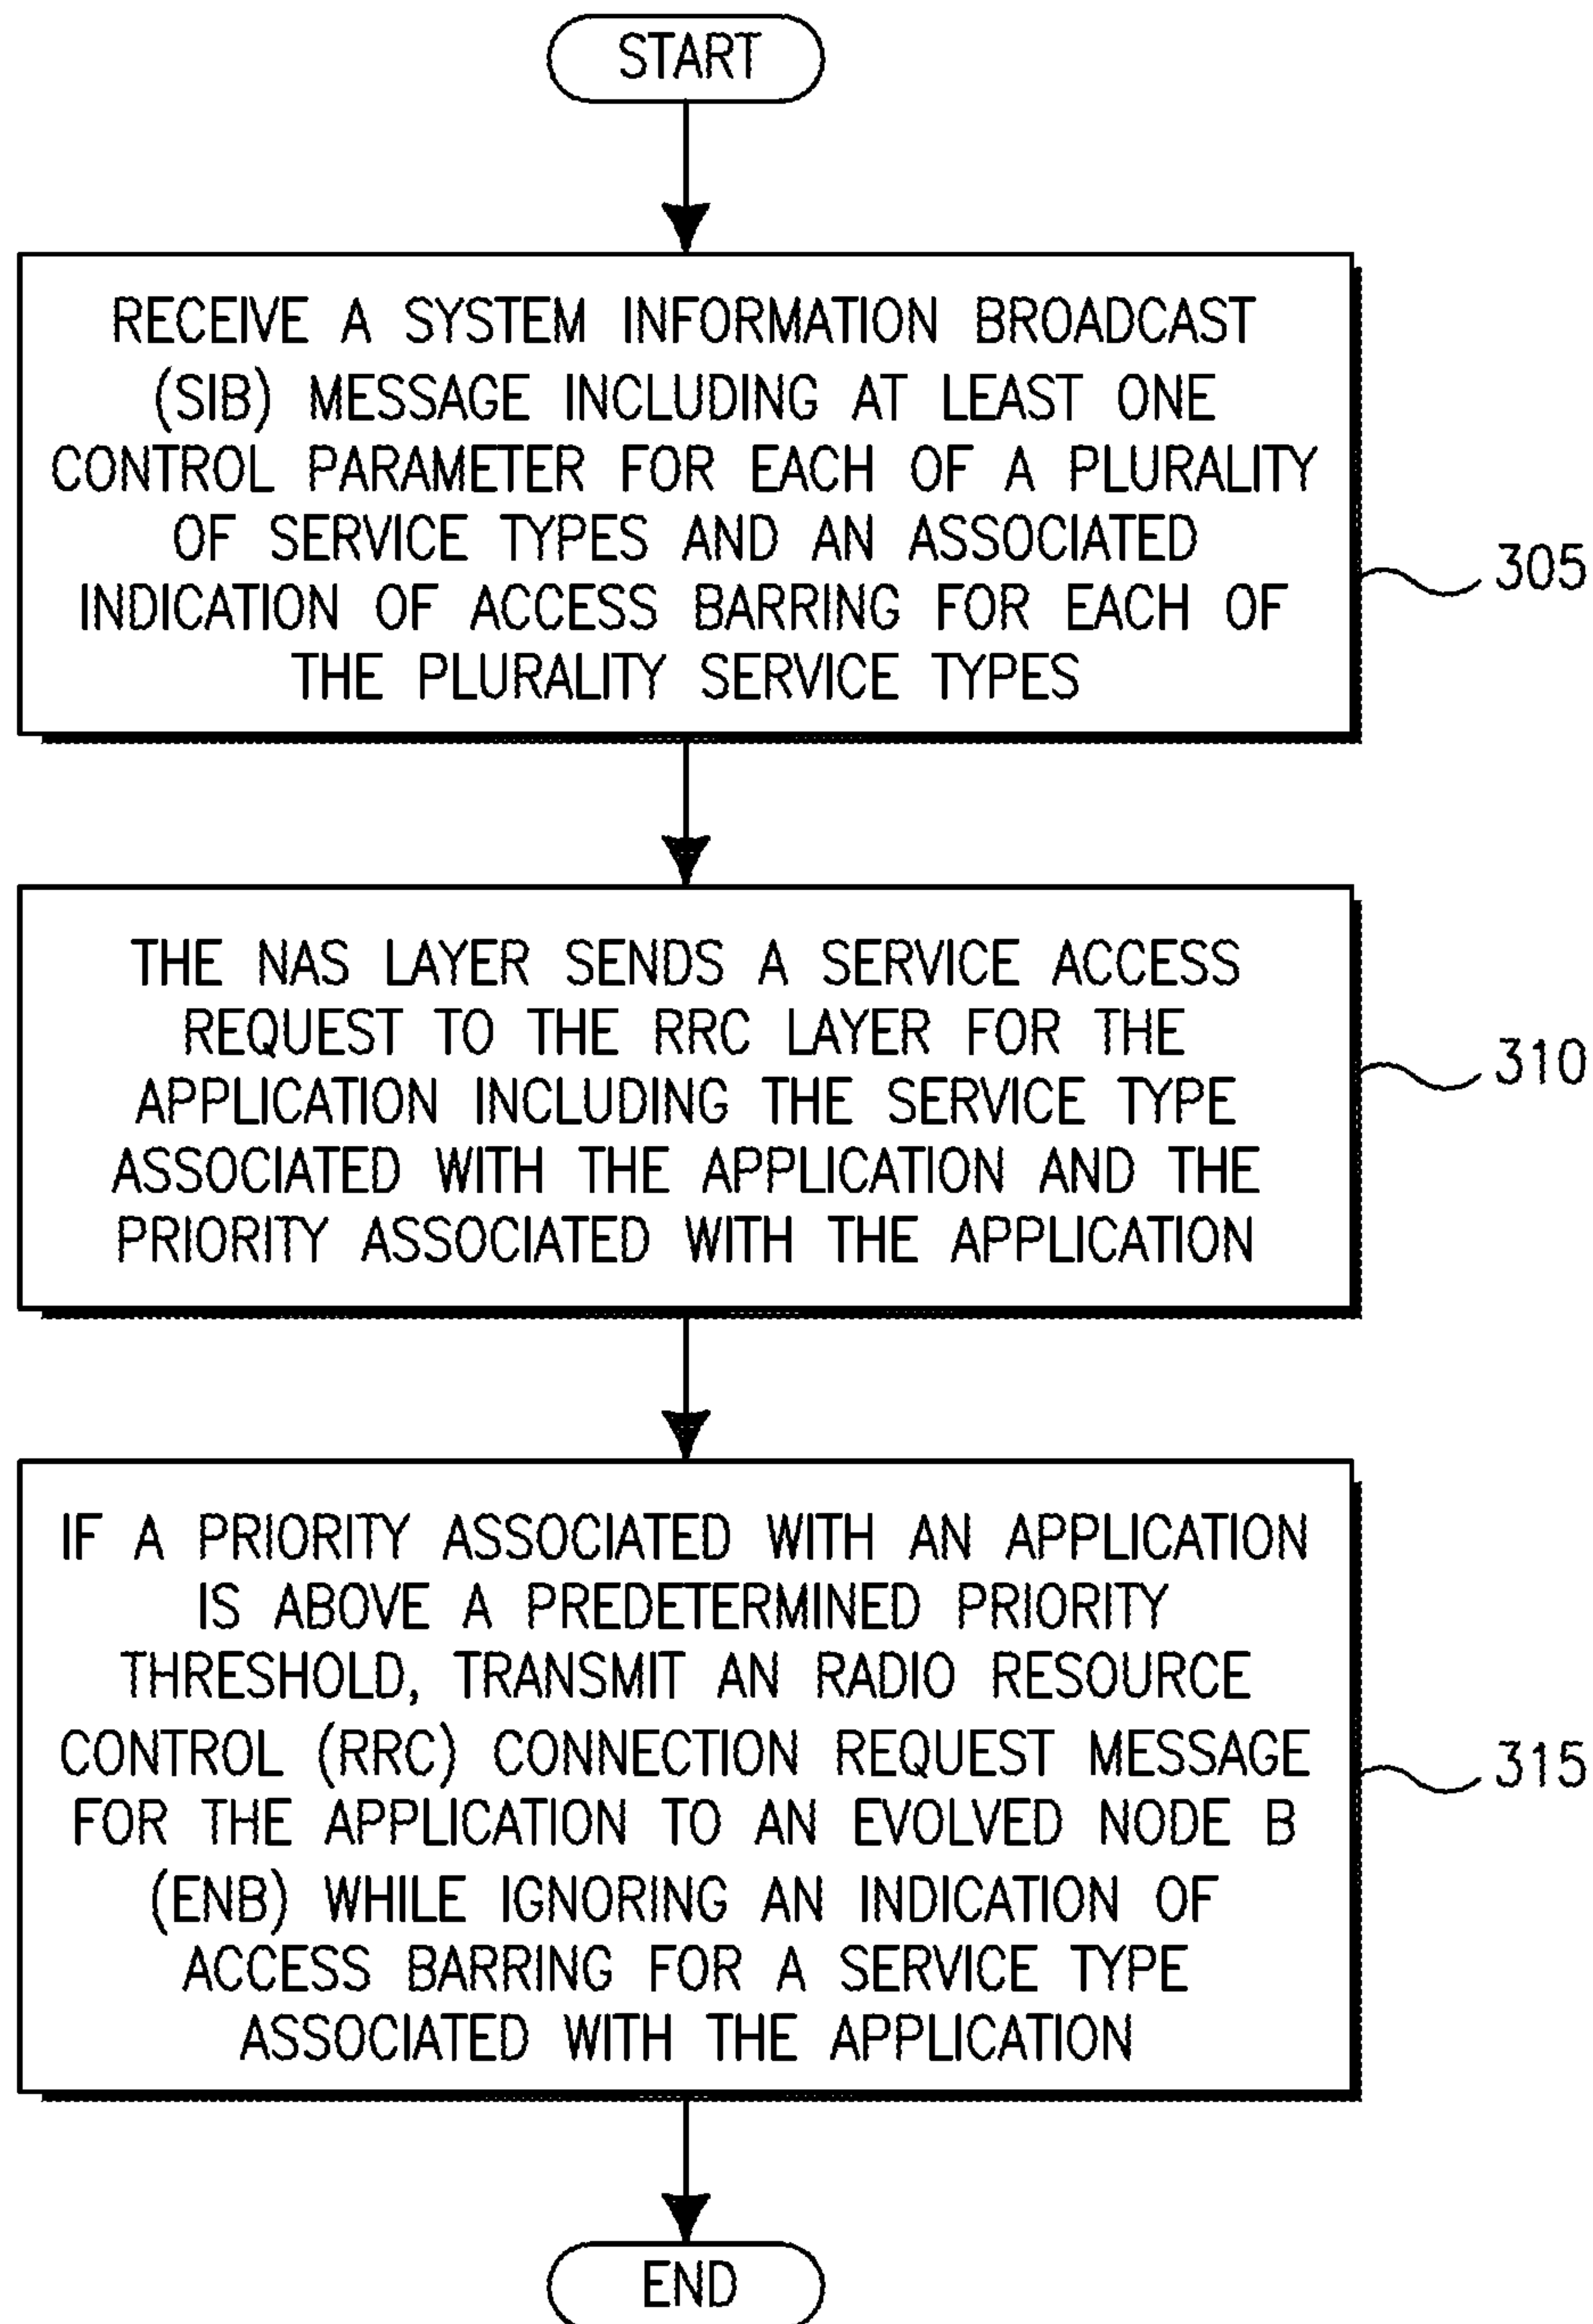 START
RECEIVE A SYSTEM INFORMATION BROADCAST
(SIB) MESSAGE INCLUDING AT LEAST ONE
CONTROL PARAMETER FOR EACH OF A PLURALITY
OF SERVICE TYPES AND AN ASSOCIATED
INDICATION OF ACCESS BARRING FOR EACH OF
THE PLURALITY SERVICE TYPES
305
THE NAS LAYER SENDS A SERVICE ACCESS
REQUEST TO THE RRC LAYER FOR THE
APPLICATION INCLUDING THE SERVICE TYPE
ASSOCIATED WITH THE APPLICATION AND THE
PRIORITY ASSOCIATED WITH THE APPLICATION
310
IF A PRIORITY ASSOCIATED WITH AN APPLICATION
IS ABOVE A PREDETERMINED PRIORITY
THRESHOLD, TRANSMIT AN RADIO RESOURCE
CONTROL (RRC) CONNECTION REQUEST MESSAGE
FOR THE APPLICATION TO AN EVOLVED NODE B
(ENB) WHILE IGNORING AN INDICATION OF
ACCESS BARRING FOR A SERVICE TYPE
ASSOCIATED WITH THE APPLICATION
315
END